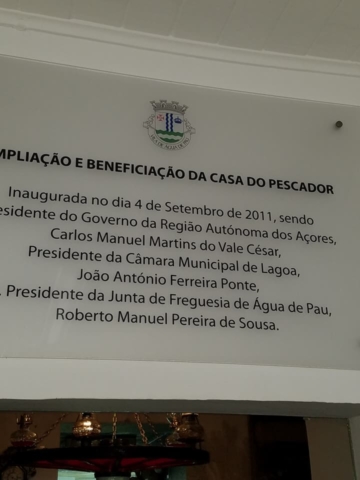 MPLIAÇÃO E BENEFICIAÇÃO DA CASA DO PESCADOR
Inaugurada no dia 4 de Setembro de 2011, sendo
esidente do Governo da Região Autónoma dos Açores,
Carlos Manuel Martins do Vale César,
Presidente da Câmara Municipal de Lagoa,
João António Ferreira Ponte,
. Presidente da Junta de Freguesia de Água de Pau,
Roberto Manuel Pereira de Sousa.